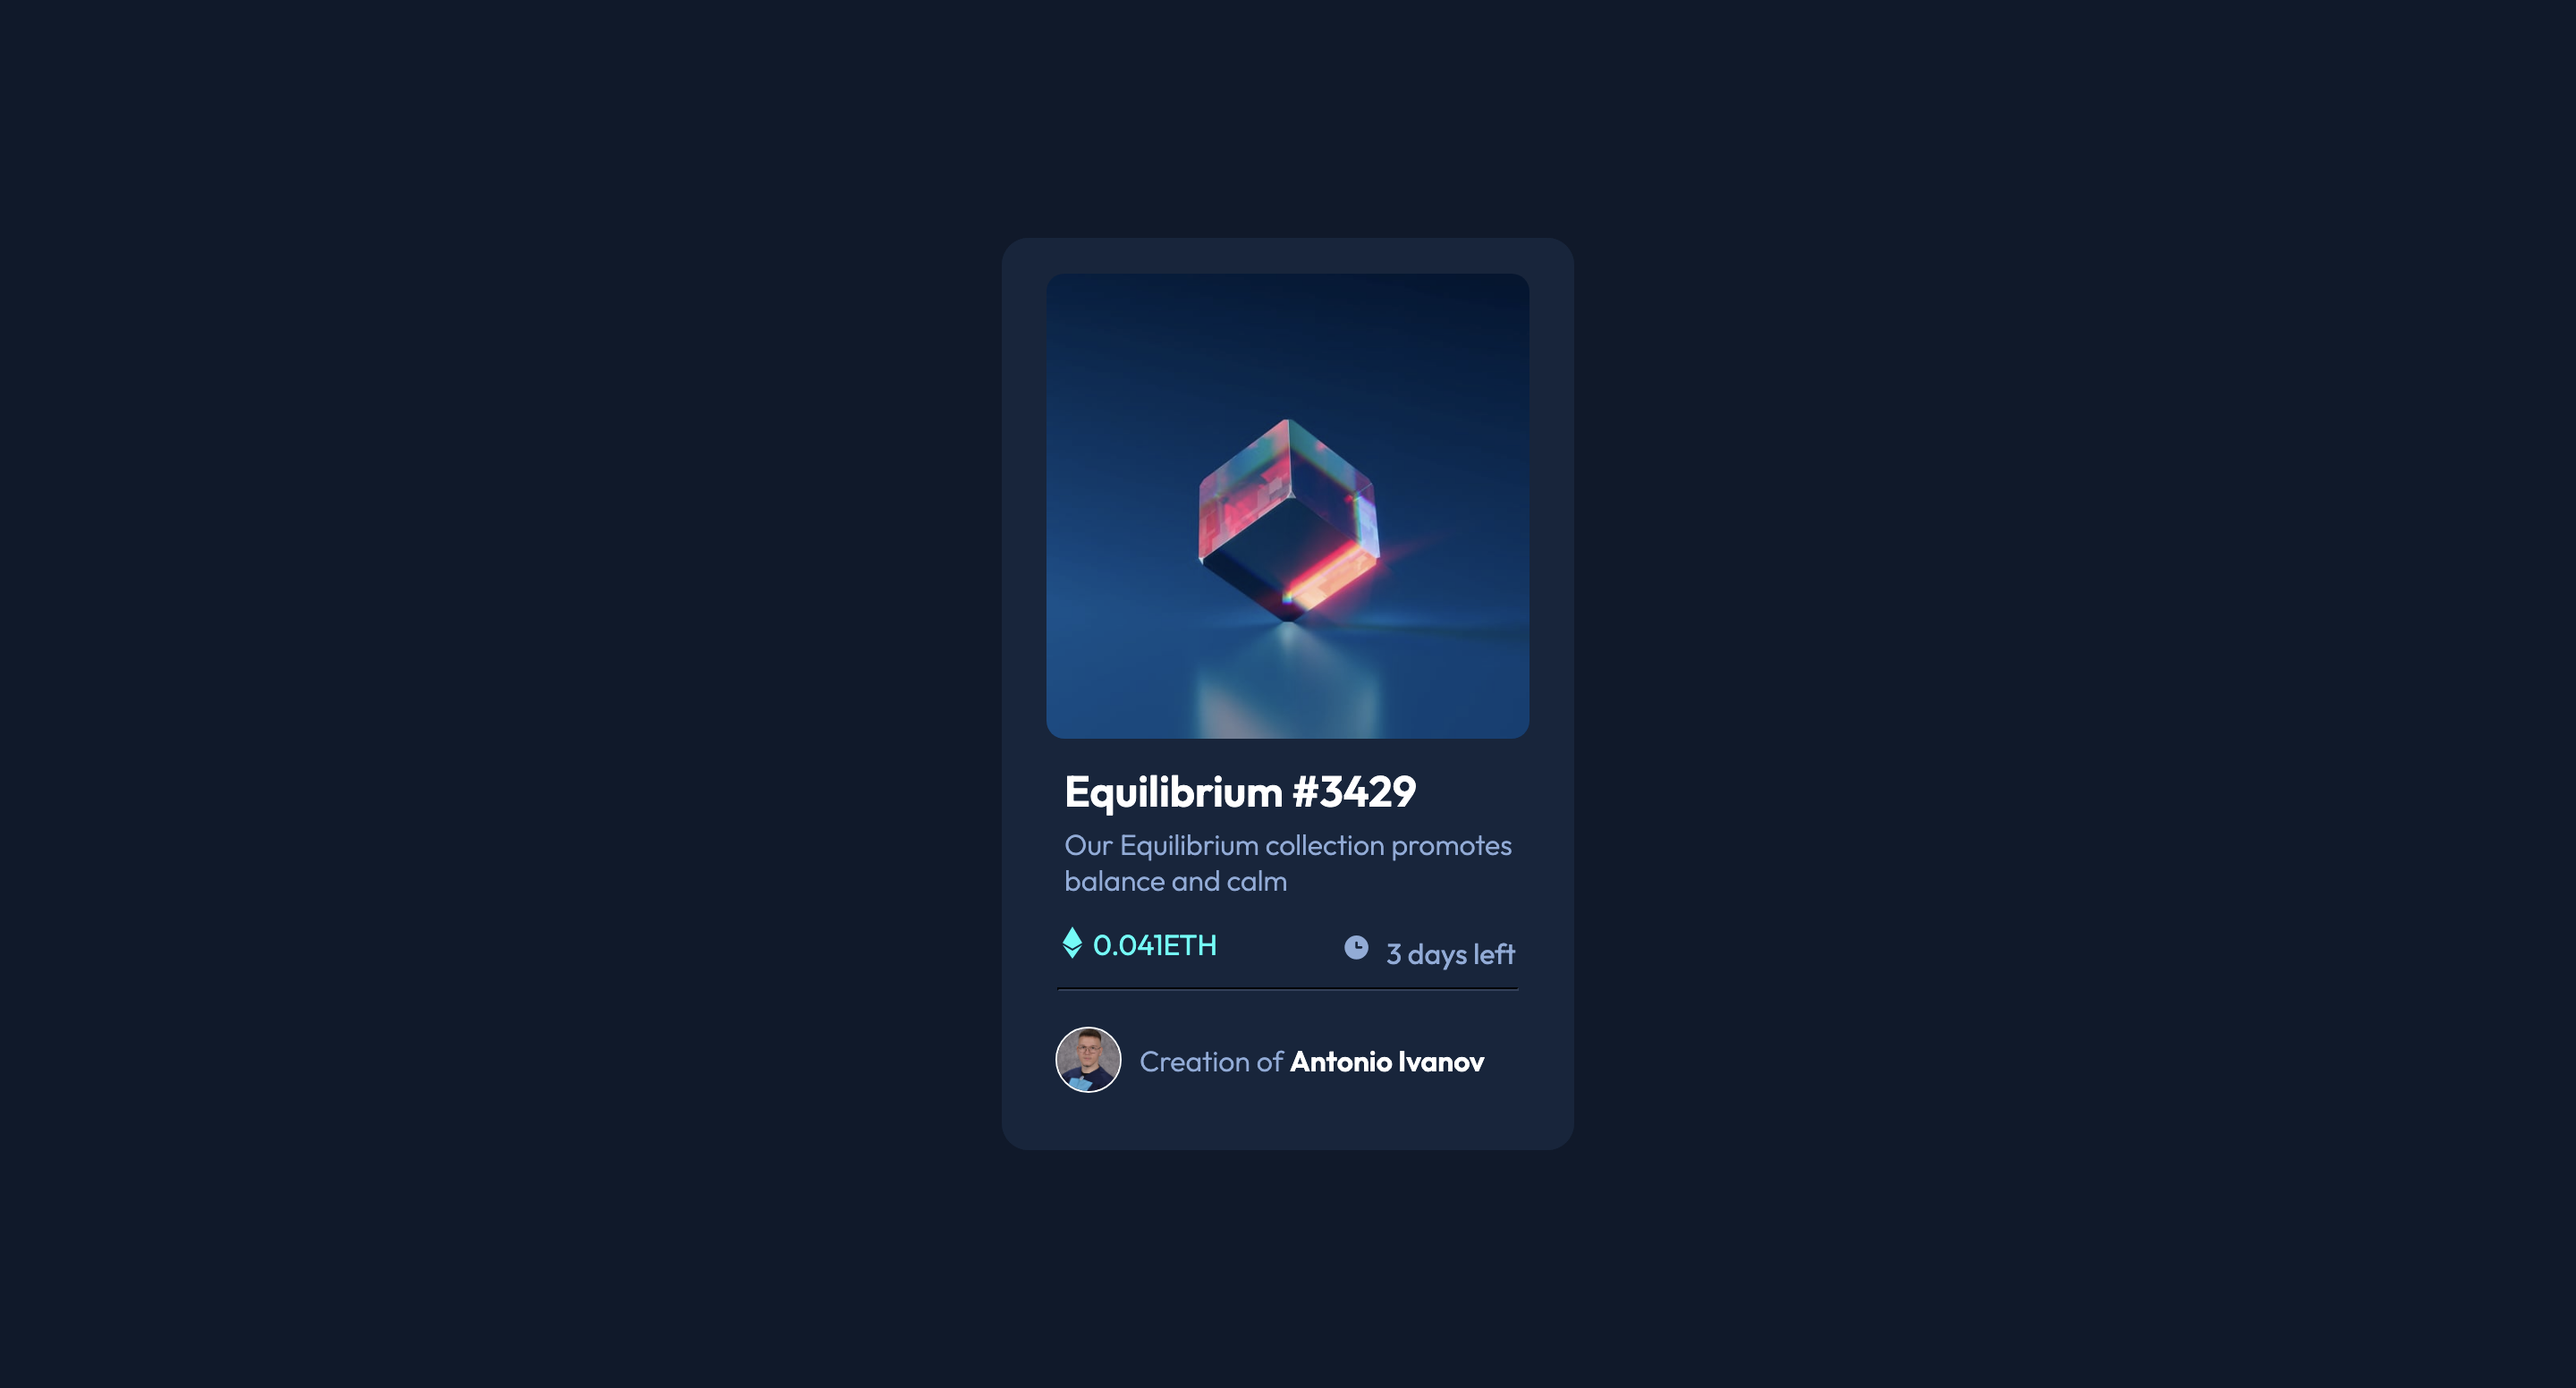 Equilibrium #3429
Our Equilibrium collection promotes
balance and calm
0.041ETH 3 days left
Creation of Antonio Ivanov